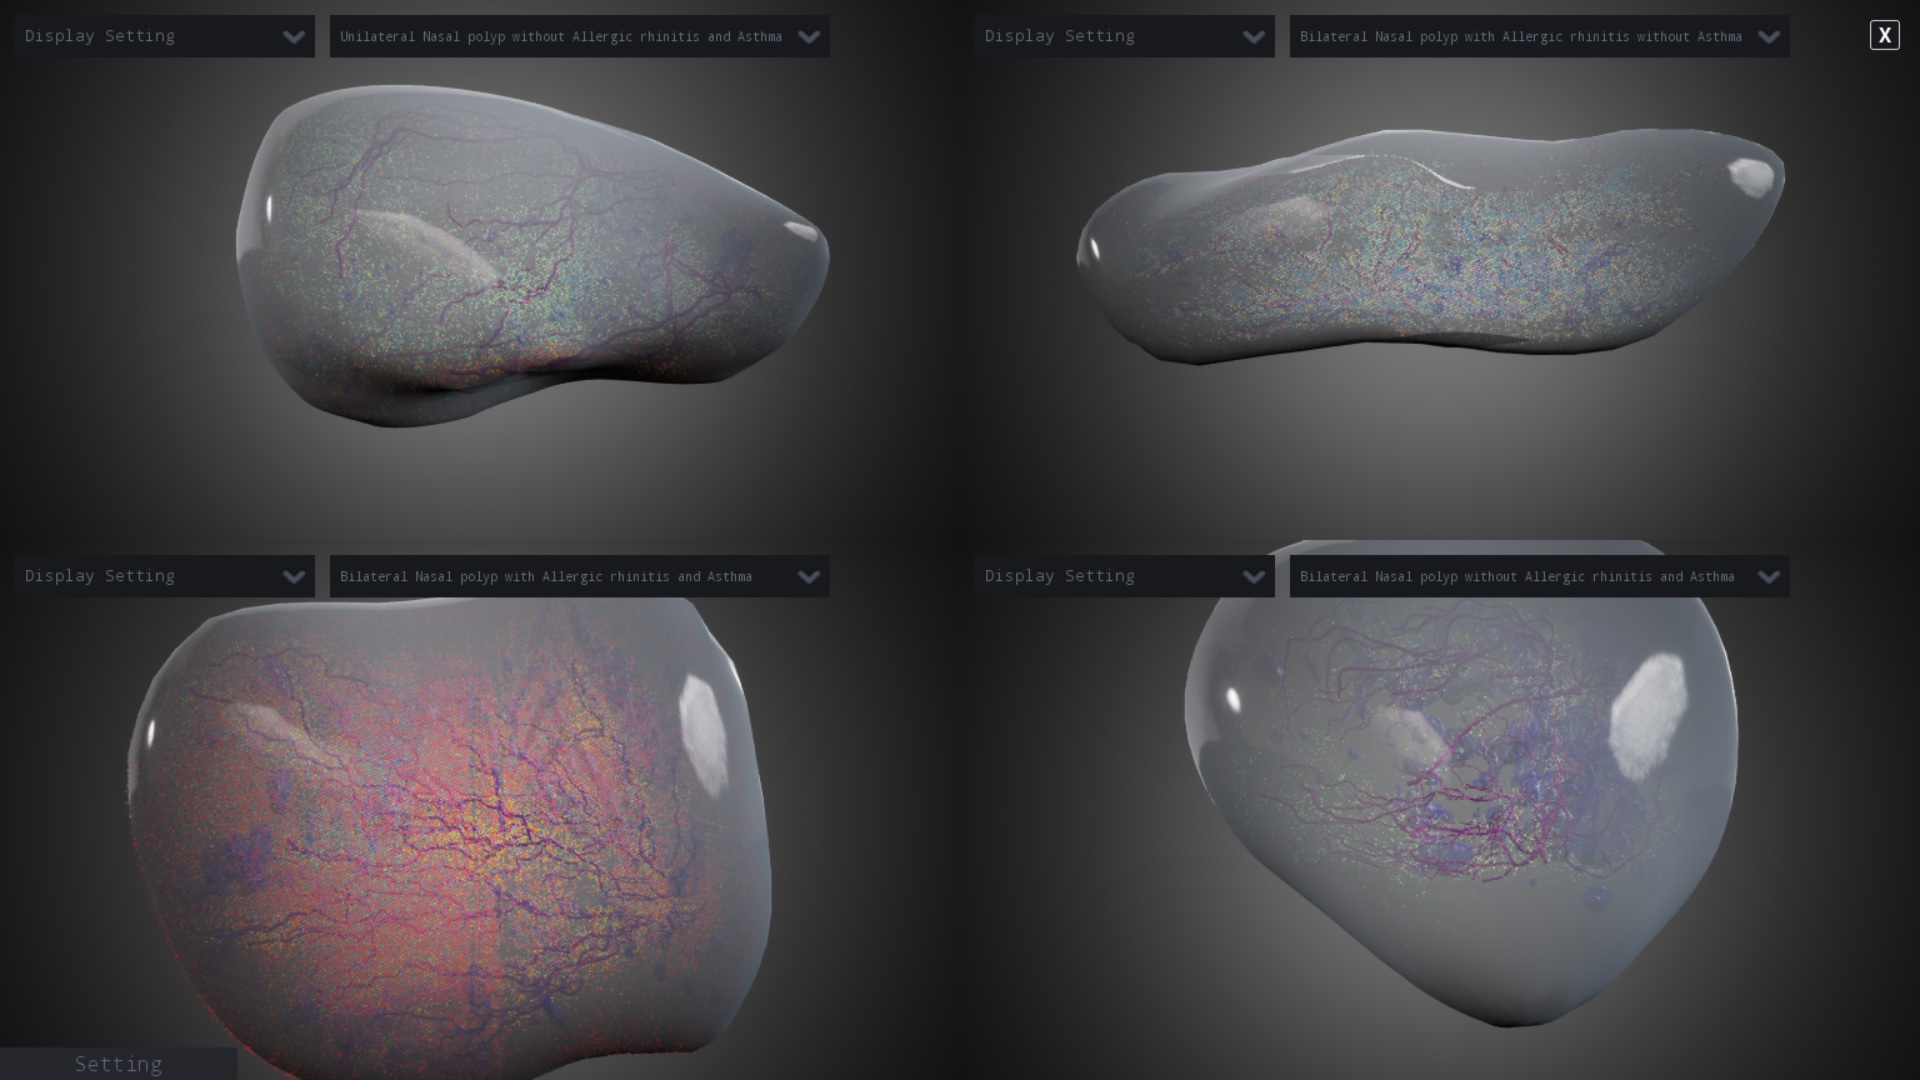 Display Setting
Unilateral Nasal polyp without Allergic rhinitis and Asthma
Display Setting
Bilateral Nasal polyp with Allergic rhinitis without Asthma
X
Display Setting
Bilateral Nasal polyp with Allergic rhinitis and Asthma
Display Setting
Bilateral Nasal polyp without Allergic rhinitis and Asthma
Setting